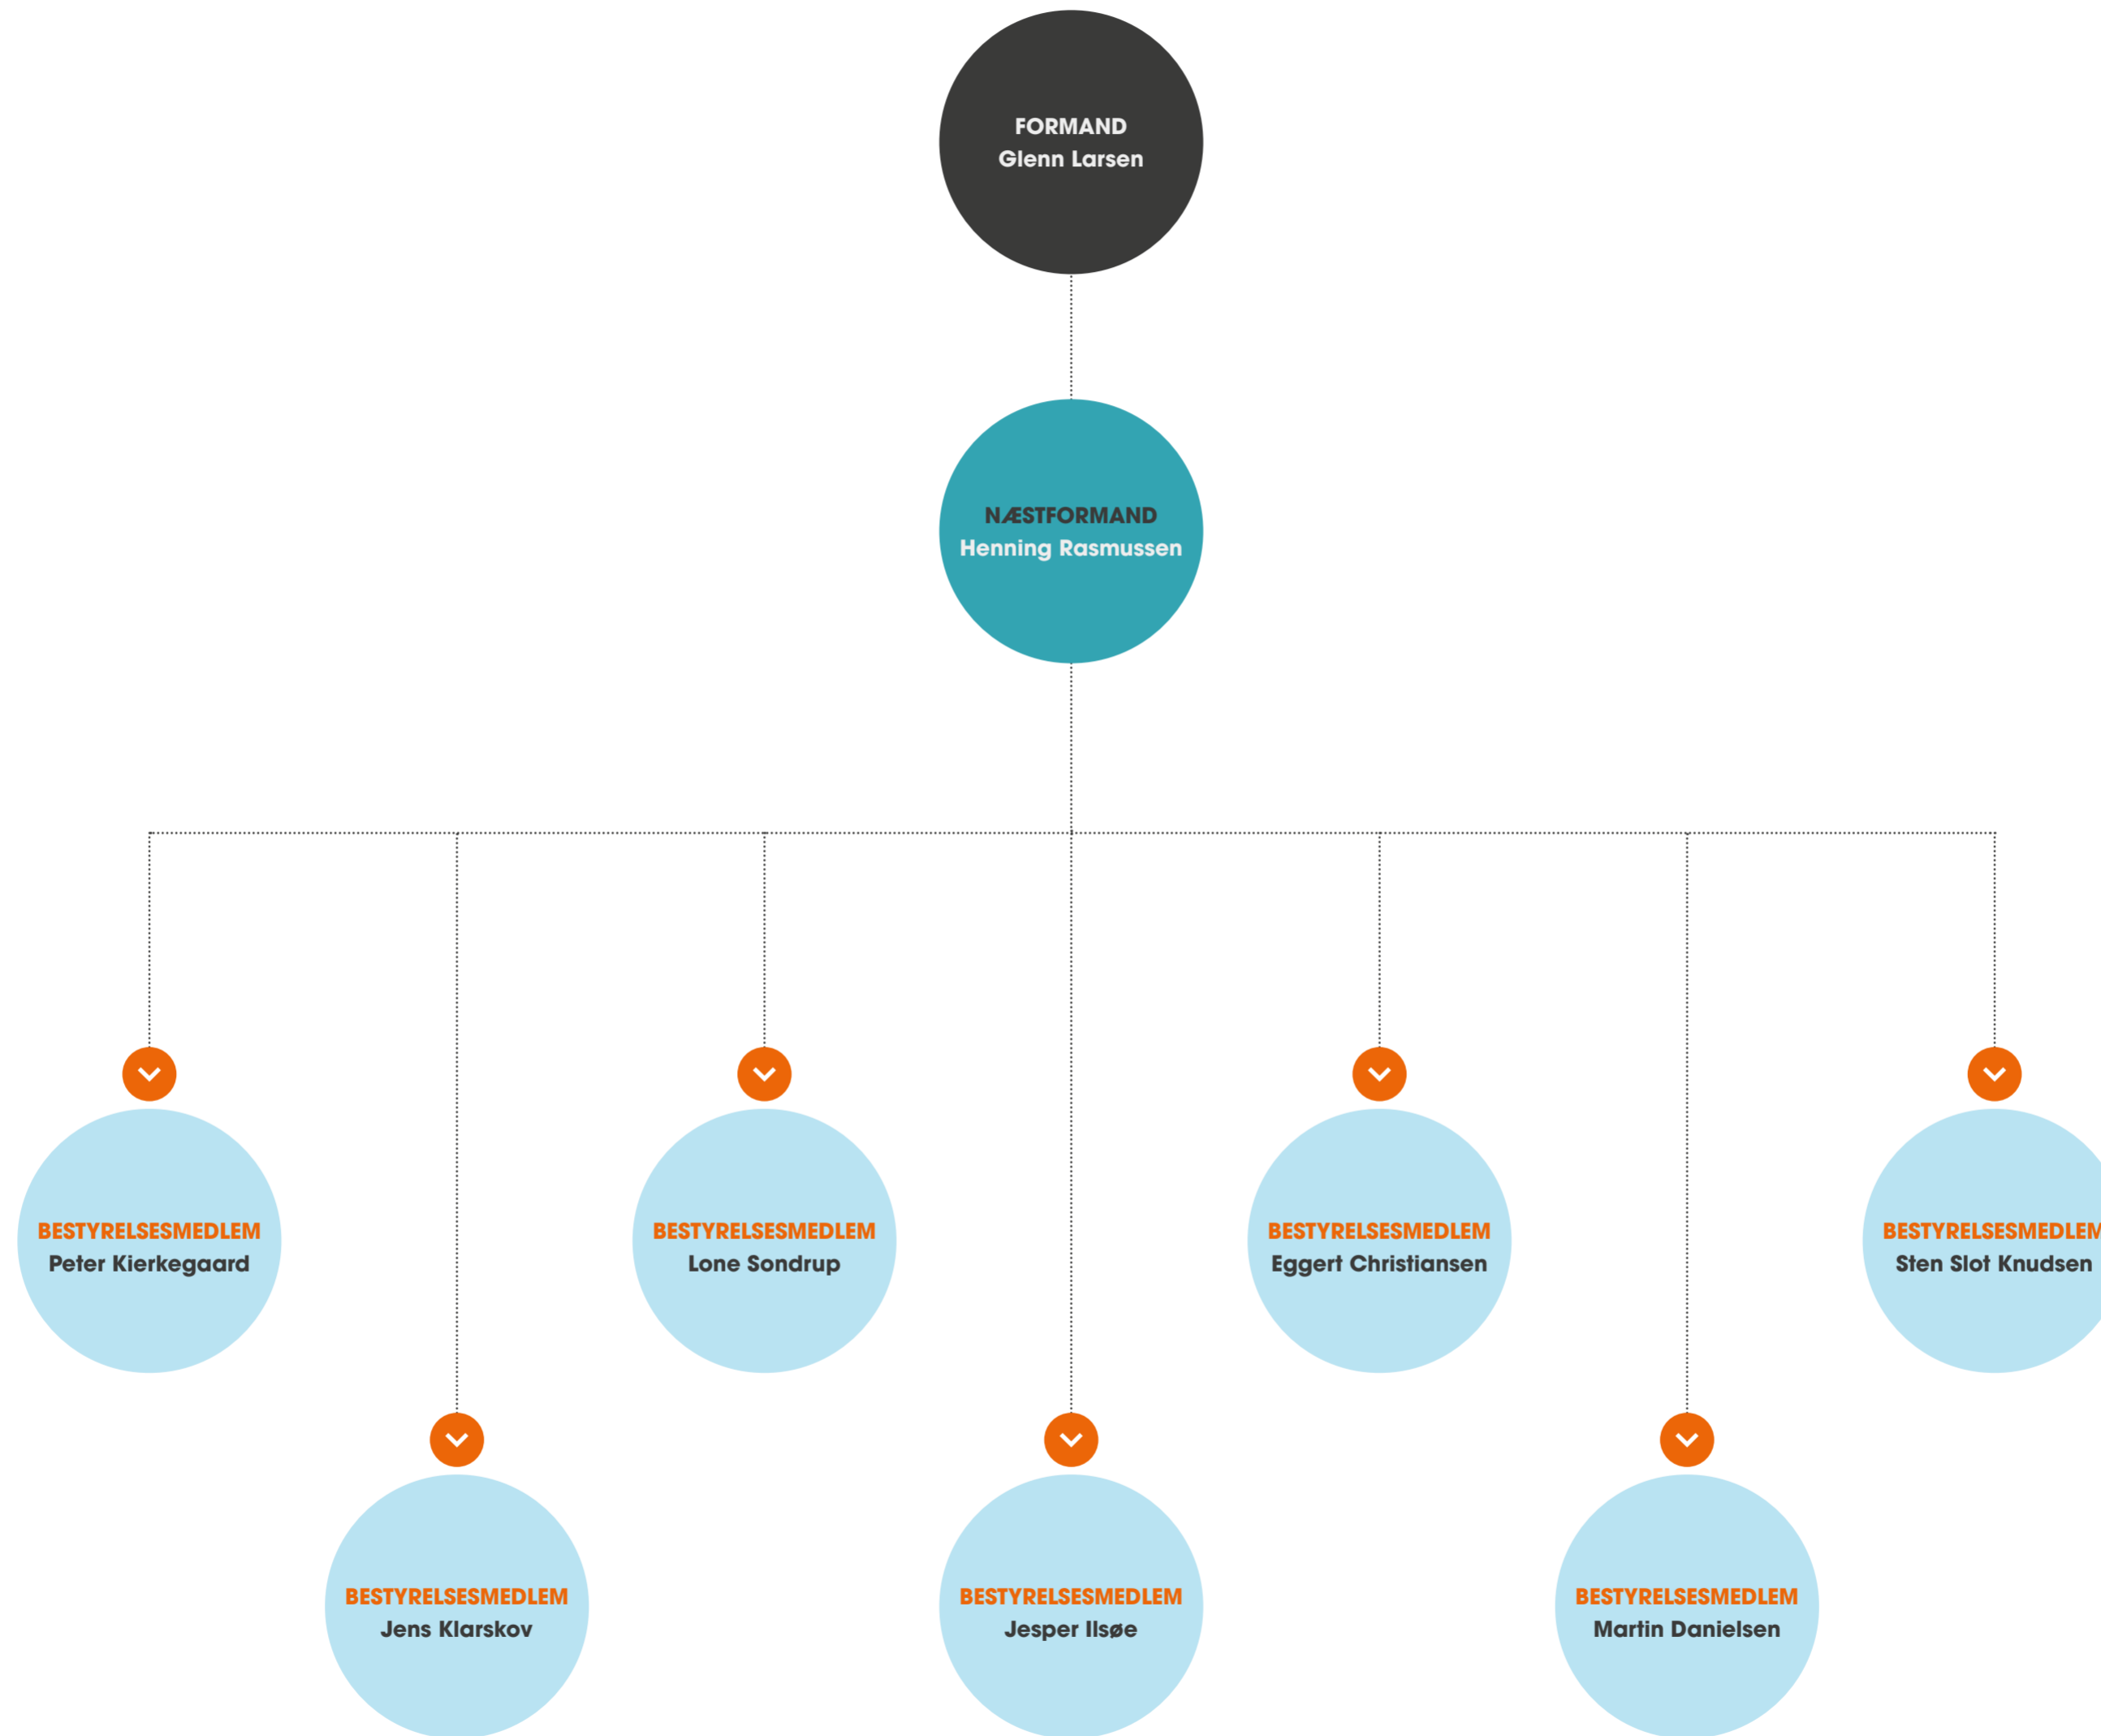 FORMAND
Glenn Larsen
NÆSTFORMAND
Henning Rasmussen
BESTYRELSESMEDLEM
Peter Kierkegaard
BESTYRELSESMEDLEM
Lone Sondrup
BESTYRELSESMEDLEM
Eggert Christiansen
BESTYRELSESMEDLEM
Sten Slot Knudsen
BESTYRELSESMEDLEM
Jens Klarskov
BESTYRELSESMEDLEM
Jesper Ilsøe
BESTYRELSESMEDLEM
Martin Danielsen